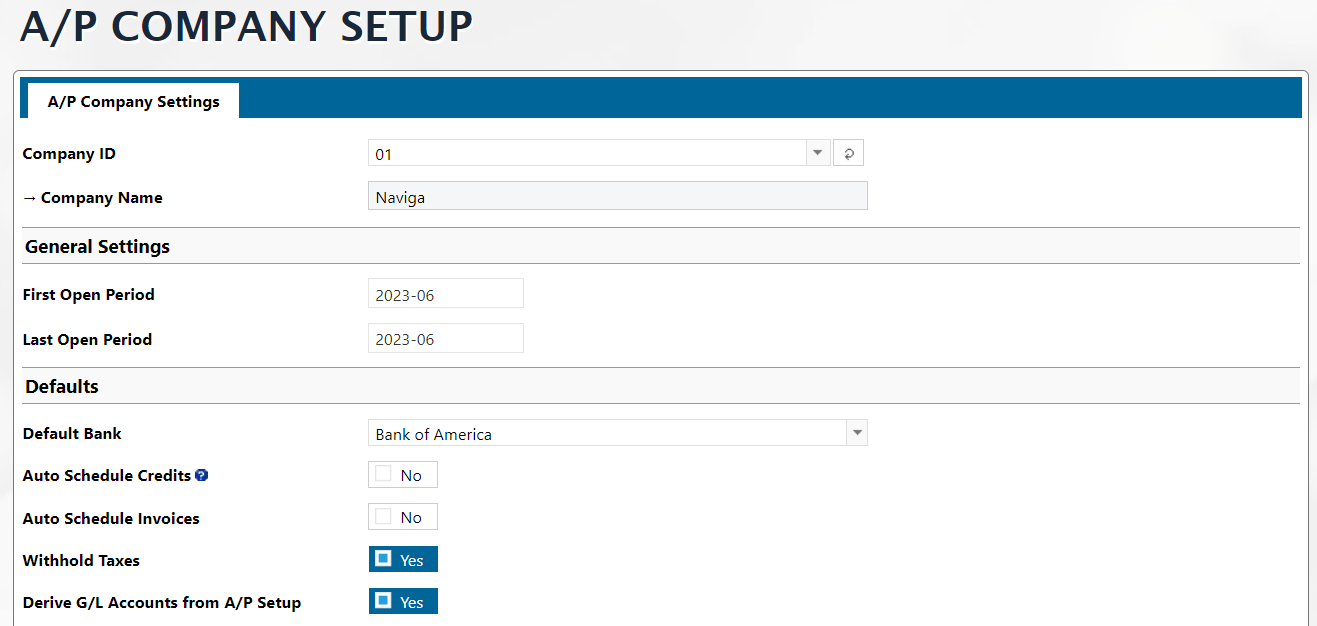 A/P COMPANY SETUP
A/P Company Settings
Company ID 01
→ Company Name Naviga
General Settings
First Open Period 2023-06
Last Open Period 2023-06
Defaults
Default Bank Bank of America
Auto Schedule Credits ? No
Auto Schedule Invoices No
Withhold Taxes Yes
Derive G/L Accounts from A/P Setup Yes